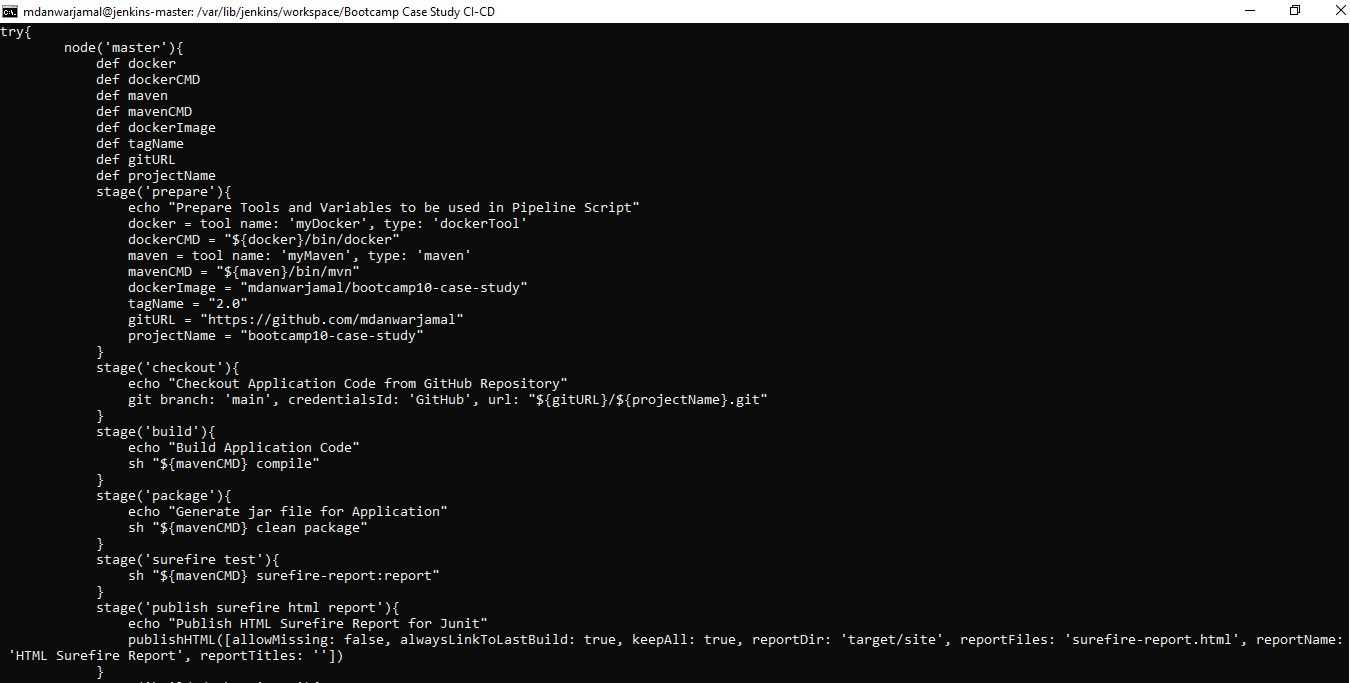 mdanwarjamal@jenkins-master: /var/lib/jenkins/workspace/Bootcamp Case Study CI-CD
try{
        node('master'){
            def docker
            def dockerCMD
            def maven
            def mavenCMD
            def dockerImage
            def tagName
            def gitURL
            def projectName
            stage('prepare'){
                echo "Prepare Tools and Variables to be used in Pipeline Script"
                docker = tool name: 'myDocker', type: 'dockerTool'
                dockerCMD = "${docker}/bin/docker"
                maven = tool name: 'myMaven', type: 'maven'
                mavenCMD = "${maven}/bin/mvn"
                dockerImage = "mdanwarjamal/bootcamp10-case-study"
                tagName = "2.0"
                gitURL = "https://github.com/mdanwarjamal"
                projectName = "bootcamp10-case-study"
            }
            stage('checkout'){
                echo "Checkout Application Code from GitHub Repository"
                git branch: 'main', credentialsId: 'GitHub', url: "${gitURL}/${projectName}.git"
            }
            stage('build'){
                echo "Build Application Code"
                sh "${mavenCMD} compile"
            }
            stage('package'){
                echo "Generate jar file for Application"
                sh "${mavenCMD} clean package"
            }
            stage('surefire test'){
                sh "${mavenCMD} surefire-report:report"
            }
            stage('publish surefire html report'){
                echo "Publish HTML Surefire Report for Junit"
                publishHTML([allowMissing: false, alwaysLinkToLastBuild: true, keepAll: true, reportDir: 'target/site', reportFiles: 'surefire-report.html', reportName:
 'HTML Surefire Report', reportTitles: ''])
            }